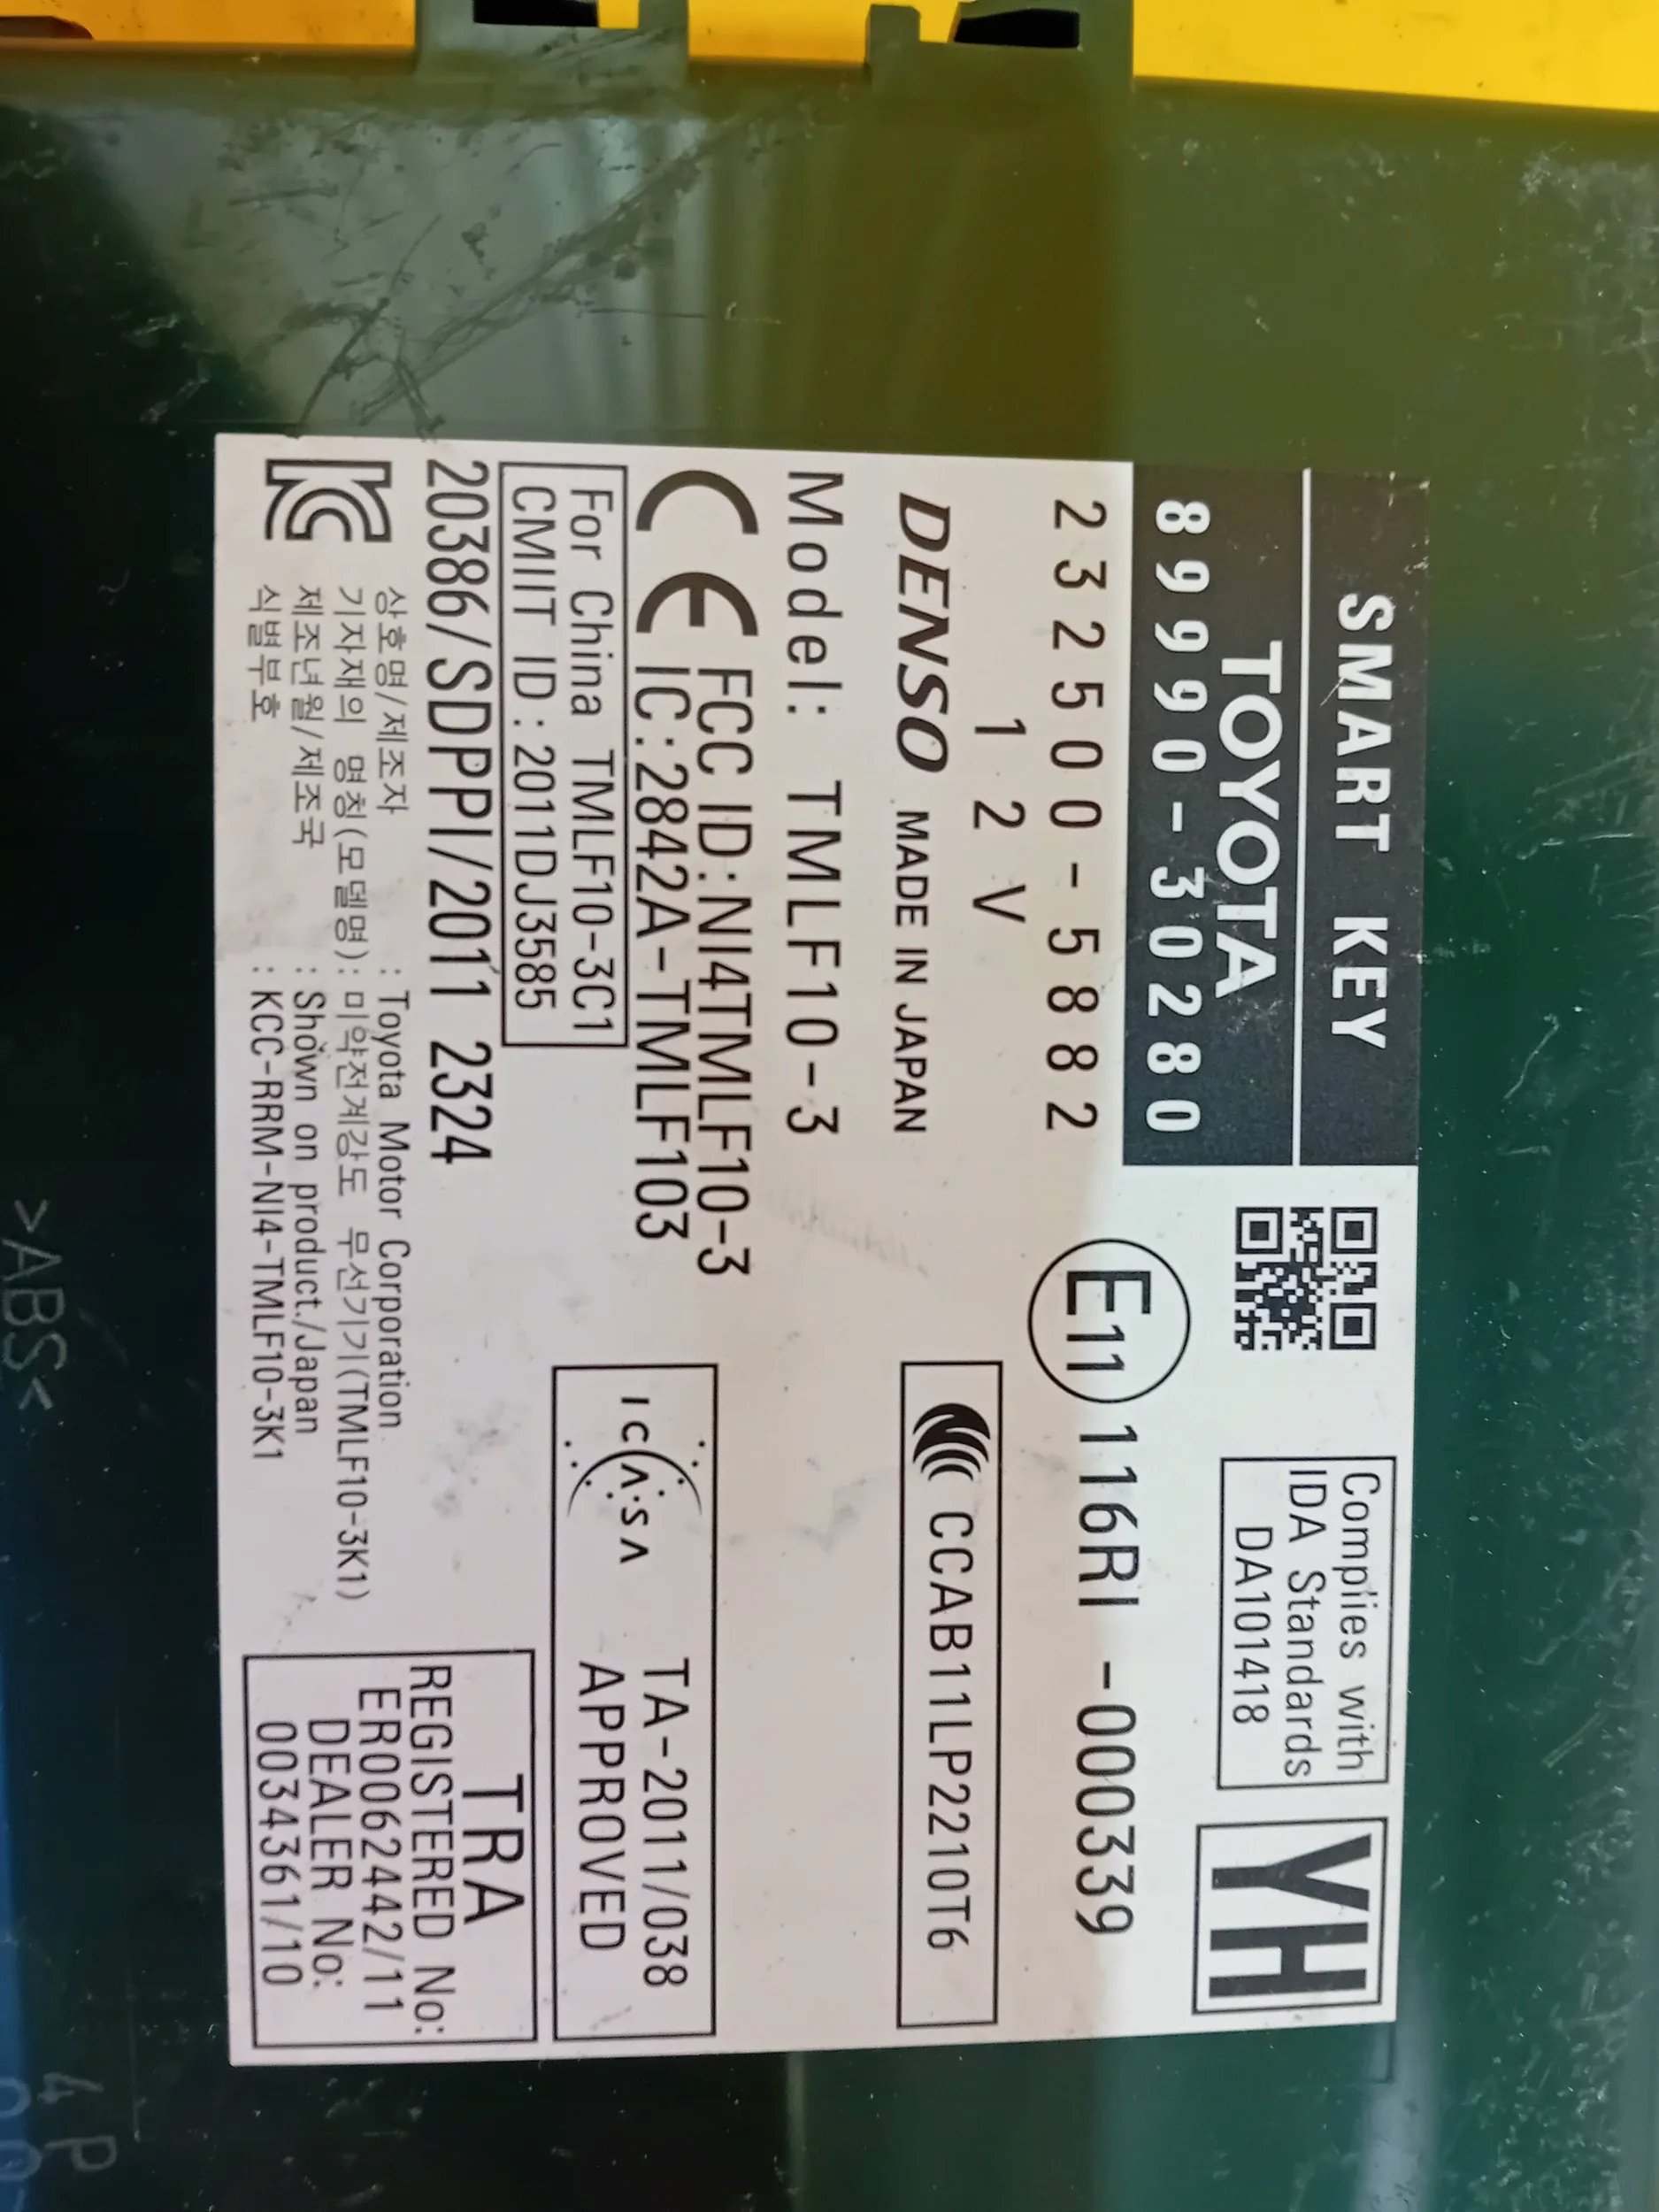 SMART KEY
TOYOTA
89990-30280
232500-5882
12V
DENSO MADE IN JAPAN
Model: TMLF10-3
CE FCC ID:NI4TMLF10-3
IC:2842A-TMLF103
For China TMLF10-3C1
CMIIT ID:2011DJ3585
20386/SDPPI/2011 2324
상호명/제조자 : Toyota Motor Corporation
기자재의 명칭(모델명): 미약전계강도 무선기기(TMLF10-3K1)
제조년월/제조국 : Shown on product./Japan
식별부호 : KCC-RRM-NI4-TMLF10-3K1
Complies with
IDA Standards
DA101418
YH
E11 116RI -000339
CCAB11LP2210T6
ICASA
TA-2011/038
APPROVED
TRA
REGISTERED No:
ER0062442/11
DEALER No:
0034361/10
>ABS<
4P